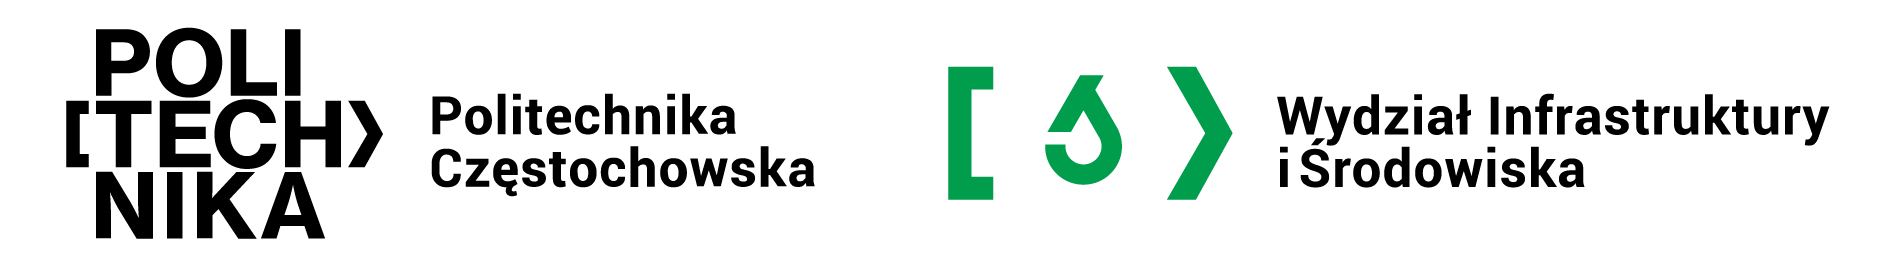 POLI
[TECH>
NIKA
Politechnika
Częstochowska
Wydział Infrastruktury
i Środowiska